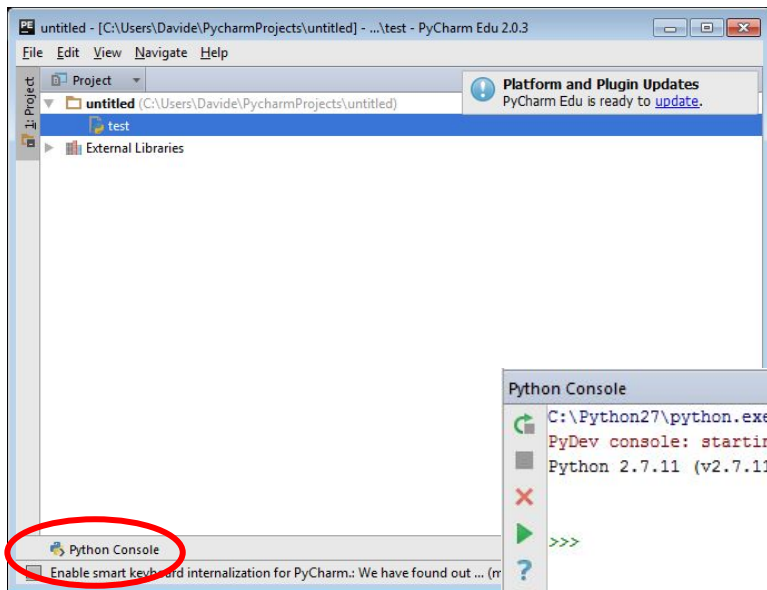 PE untitled - [C:\Users\Davide\PycharmProjects\untitled] - ...\test - PyCharm Edu 2.0.3
File Edit View Navigate Help
1: Project
Project
Platform and Plugin Updates
PyCharm Edu is ready to update.
untitled (C:\Users\Davide\PycharmProjects\untitled)
test
External Libraries
Python Console
C:\Python27\python.exe
PyDev console: startin
Python 2.7.11 (v2.7.11
>>>
?
Python Console
Enable smart keyboard internalization for PyCharm.: We have found out ... (m